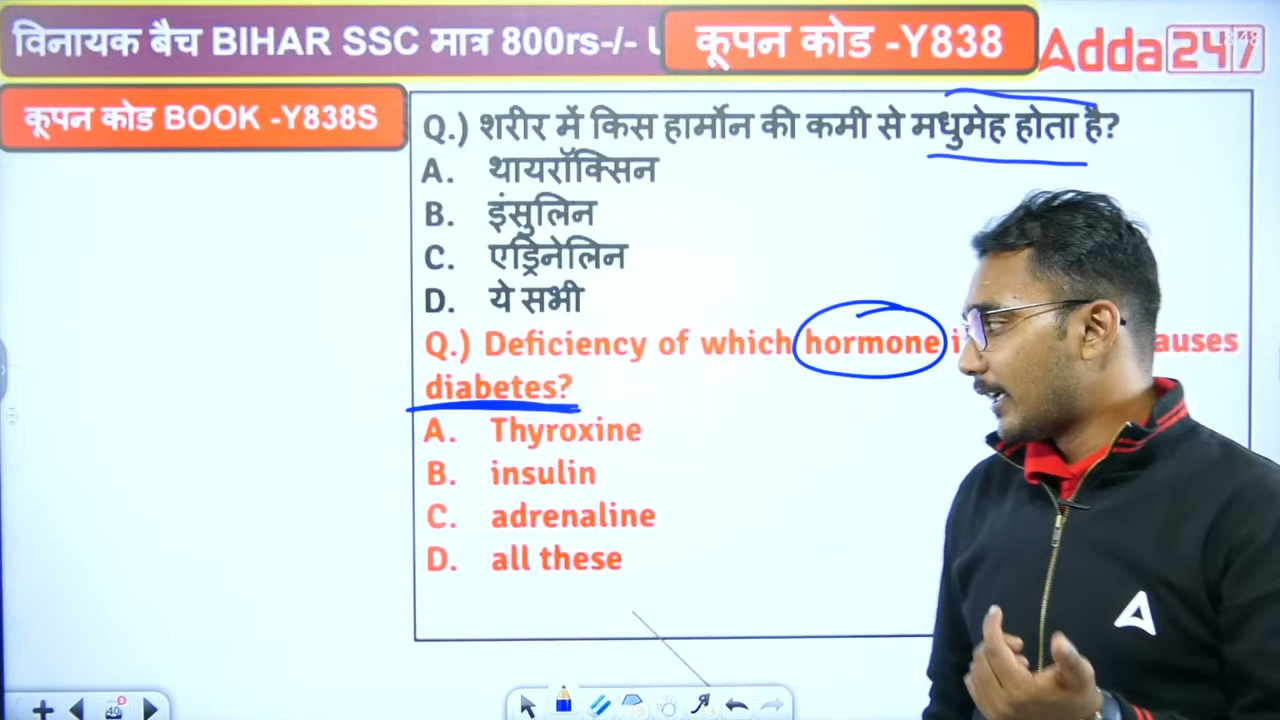 विनायक बैच BIHAR SSC मात्र 800rs-/-
कूपन कोड -Y838
Adda247
कूपन कोड BOOK -Y838S
Q.) शरीर में किस हार्मोन की कमी से मधुमेह होता है?
A. थायरॉक्सिन
B. इंसुलिन
C. एड्रिनेलिन
D. ये सभी
Q.) Deficiency of which hormone
diabetes?
A. Thyroxine
B. insulin
C. adrenaline
D. all these